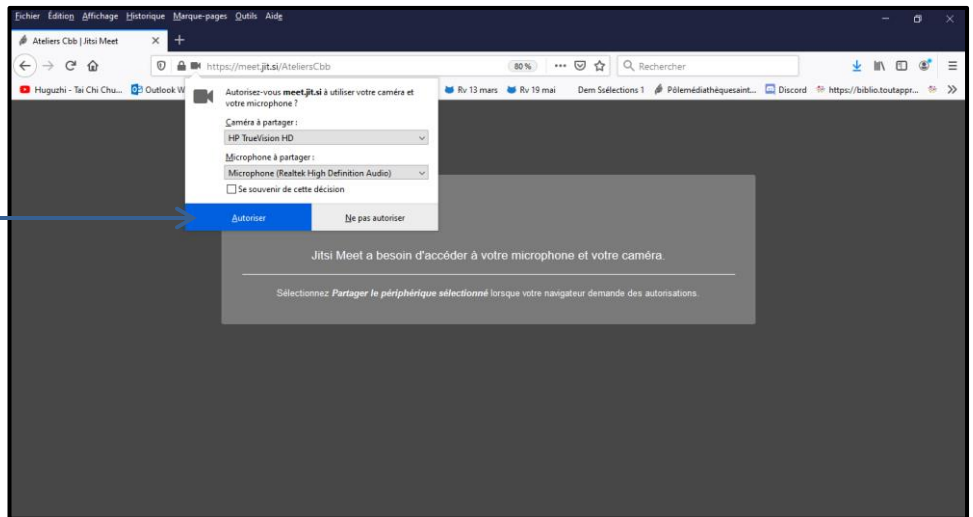 Fichier Édition Affichage Historique Marque-pages Outils Aide
Ateliers Cbb | Jitsi Meet
https://meet.jit.si/AteliersCbb
80 %
Rechercher
Huguzhi - Tai Chi Chu...
Outlook W
Rv 13 mars
Rv 19 mai
Dem Ssélections 1
Pôlemédiathèquesaint...
Discord
https://biblio.toutappr...
Autorisez-vous meet.jit.si à utiliser votre caméra et
votre microphone ?
Caméra à partager :
HP TrueVision HD
Microphone à partager :
Microphone (Realtek High Definition Audio)
Se souvenir de cette décision
Autoriser
Ne pas autoriser
Jitsi Meet a besoin d'accéder à votre microphone et votre caméra.
Sélectionnez Partager le périphérique sélectionné lorsque votre navigateur demande des autorisations.